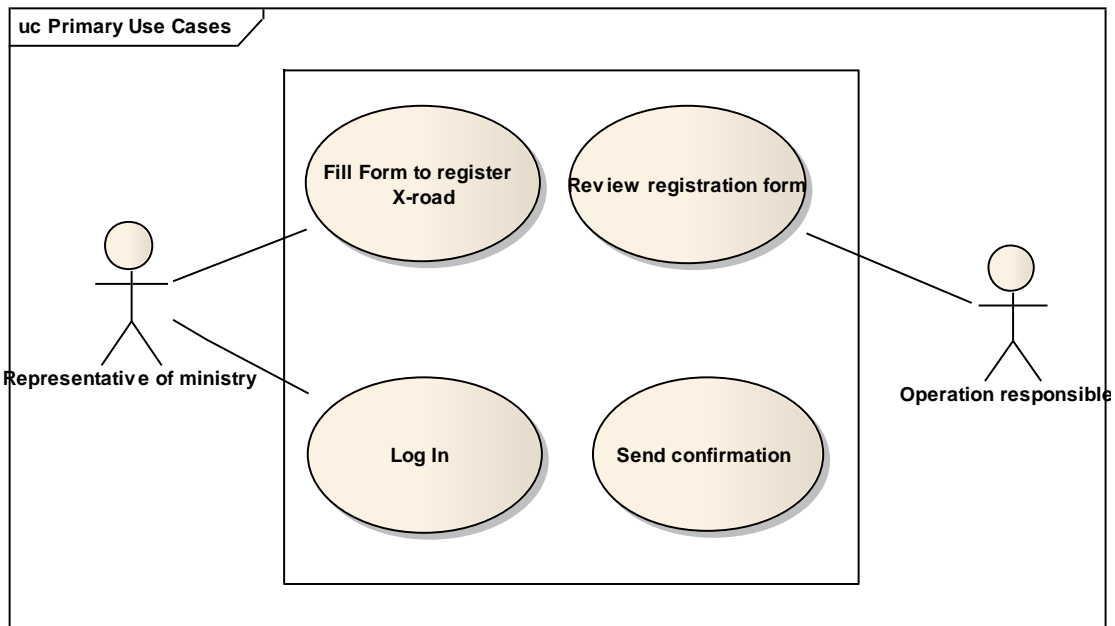 uc Primary Use Cases
Fill Form to register
X-road
Review registration form
Representative of ministry
Operation responsible
Log In
Send confirmation